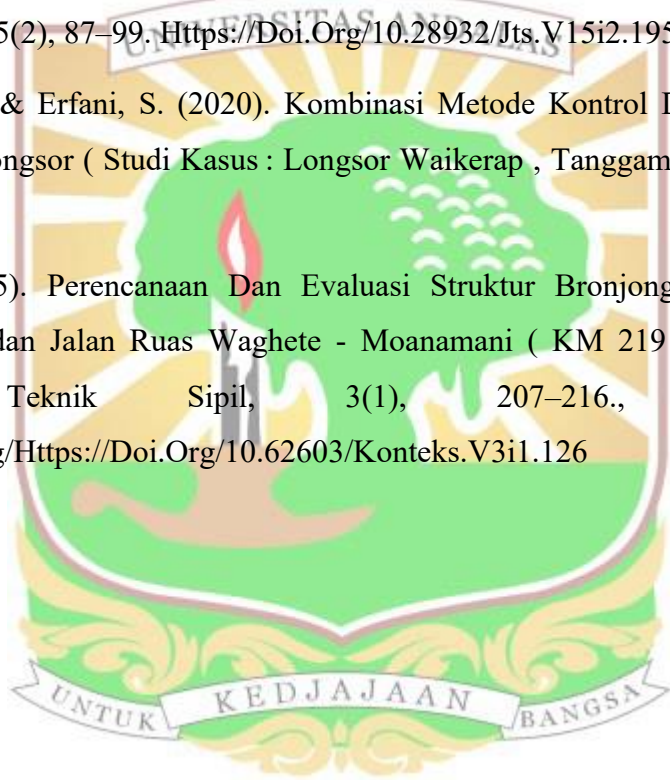 5(2), 87–99. Https://Doi.Org/10.28932/Jts.V15i2.195
UNIVERSITAS ANDALAS
& Erfani, S. (2020). Kombinasi Metode Kontrol D
ongsor ( Studi Kasus : Longsor Waikerap , Tanggam
5). Perencanaan Dan Evaluasi Struktur Bronjong
dan Jalan Ruas Waghete - Moanamani ( KM 219
Teknik Sipil, 3(1), 207–216.,
g/Https://Doi.Org/10.62603/Konteks.V3i1.126
UNTUK KEDJAJAAN BANGSA